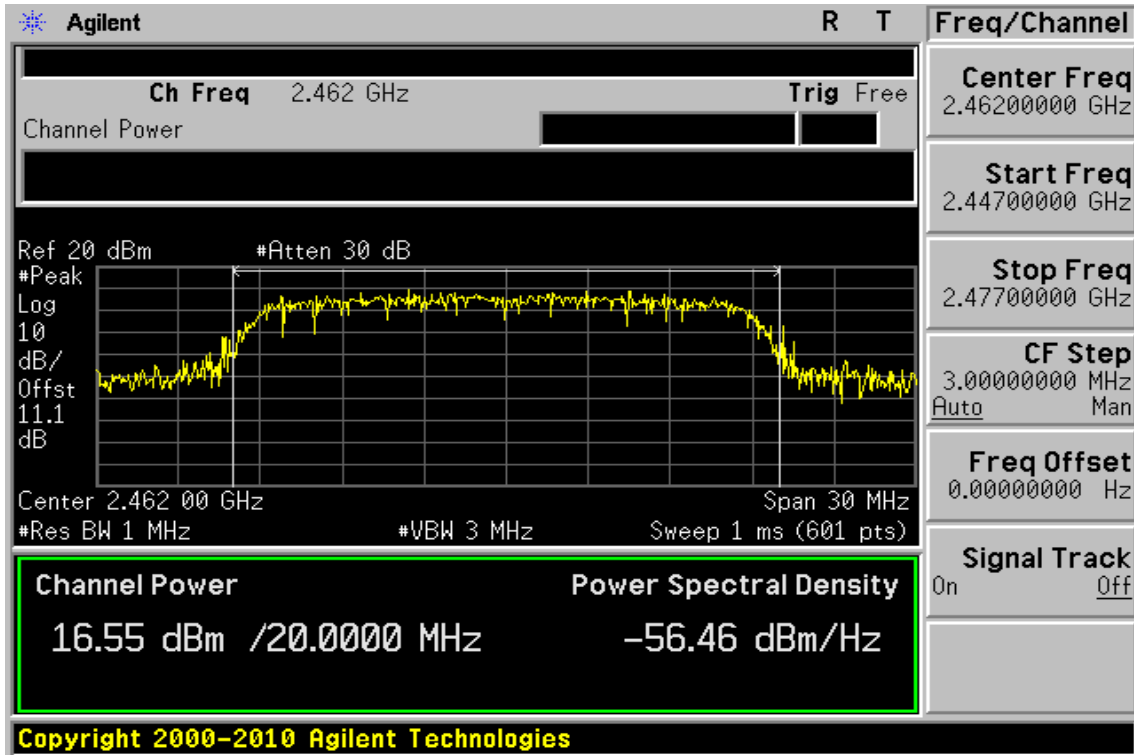 Agilent R T
Ch Freq 2.462 GHz Trig Free
Channel Power
Ref 20 dBm #Atten 30 dB
#Peak
Log
10
dB/
Offst
11.1
dB
Center 2.462 00 GHz Span 30 MHz
#Res BW 1 MHz #VBW 3 MHz Sweep 1 ms (601 pts)
Channel Power Power Spectral Density
16.55 dBm /20.0000 MHz -56.46 dBm/Hz
Copyright 2000-2010 Agilent Technologies
Freq/Channel
Center Freq
2.46200000 GHz
Start Freq
2.44700000 GHz
Stop Freq
2.47700000 GHz
CF Step
3.00000000 MHz
Auto Man
Freq Offset
0.00000000 Hz
Signal Track
On Off